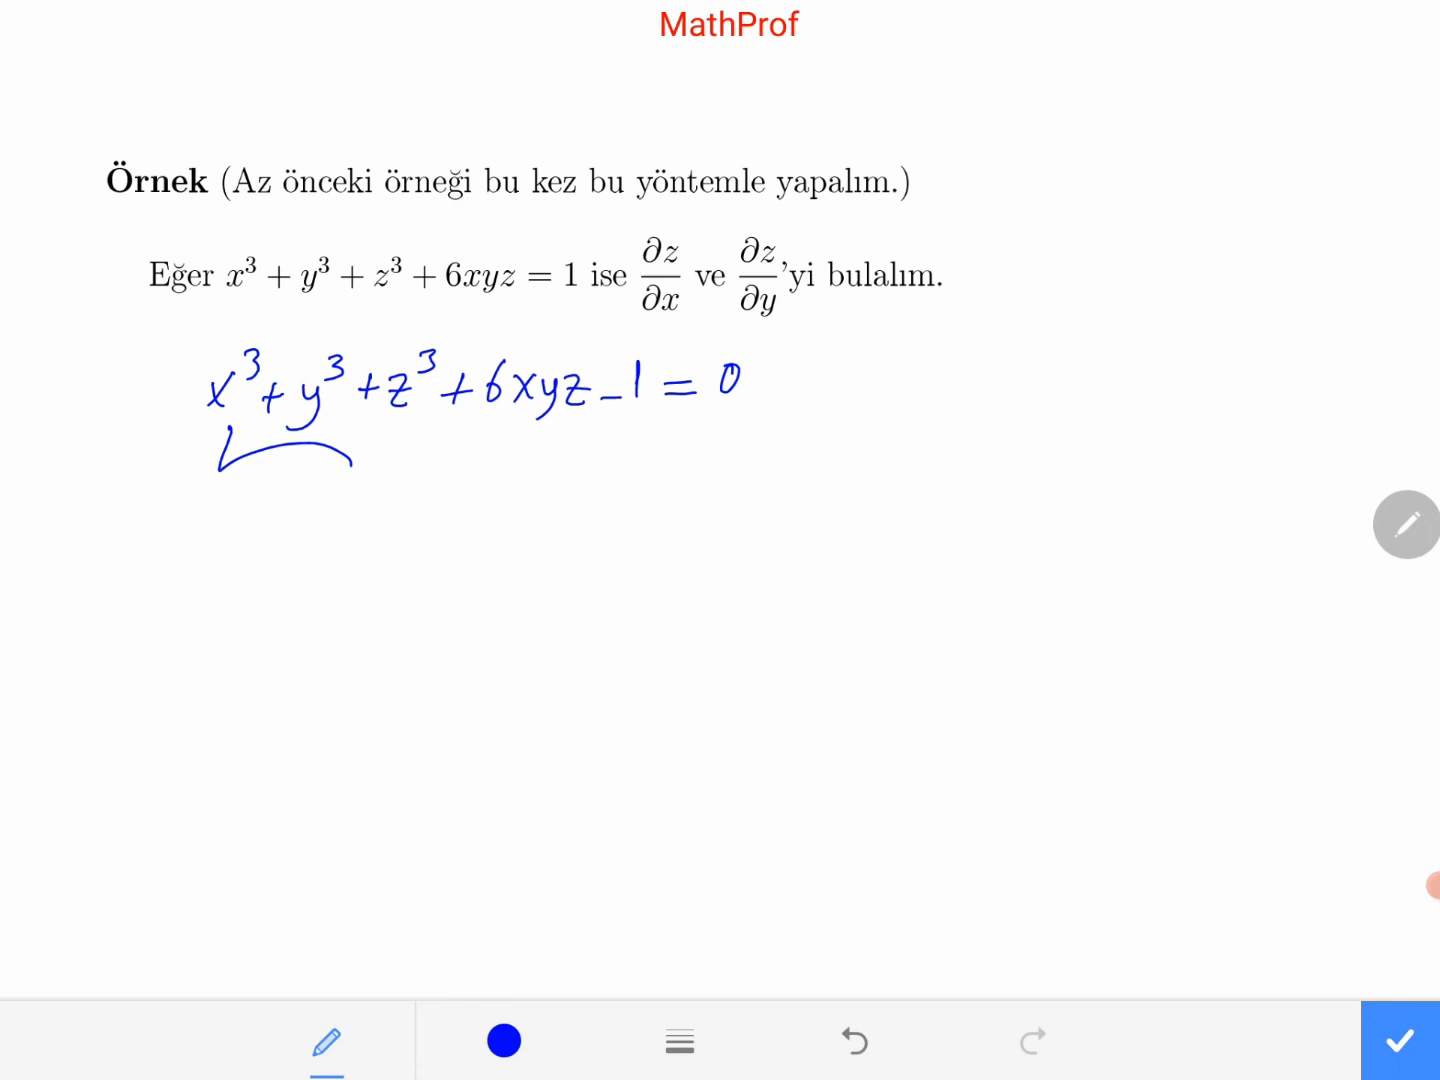 MathProf
Örnek (Az önceki örneği bu kez bu yöntemle yapalım.)
Eğer x³ + y³ + z³ + 6xyz = 1 ise ∂z/∂x ve ∂z/∂y'yi bulalım.
x³ + y³ + z³ + 6xyz - 1 = 0